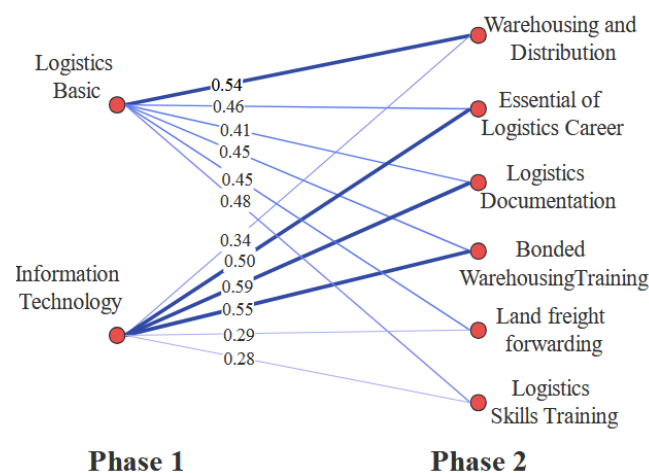 Logistics
Basic
Information
Technology
0.54
0.46
0.41
0.45
0.45
0.48
0.34
0.50
0.59
0.55
0.29
0.28
Warehousing and
Distribution
Essential of
Logistics Career
Logistics
Documentation
Bonded
WarehousingTraining
Land freight
forwarding
Logistics
Skills Training
Phase 1
Phase 2